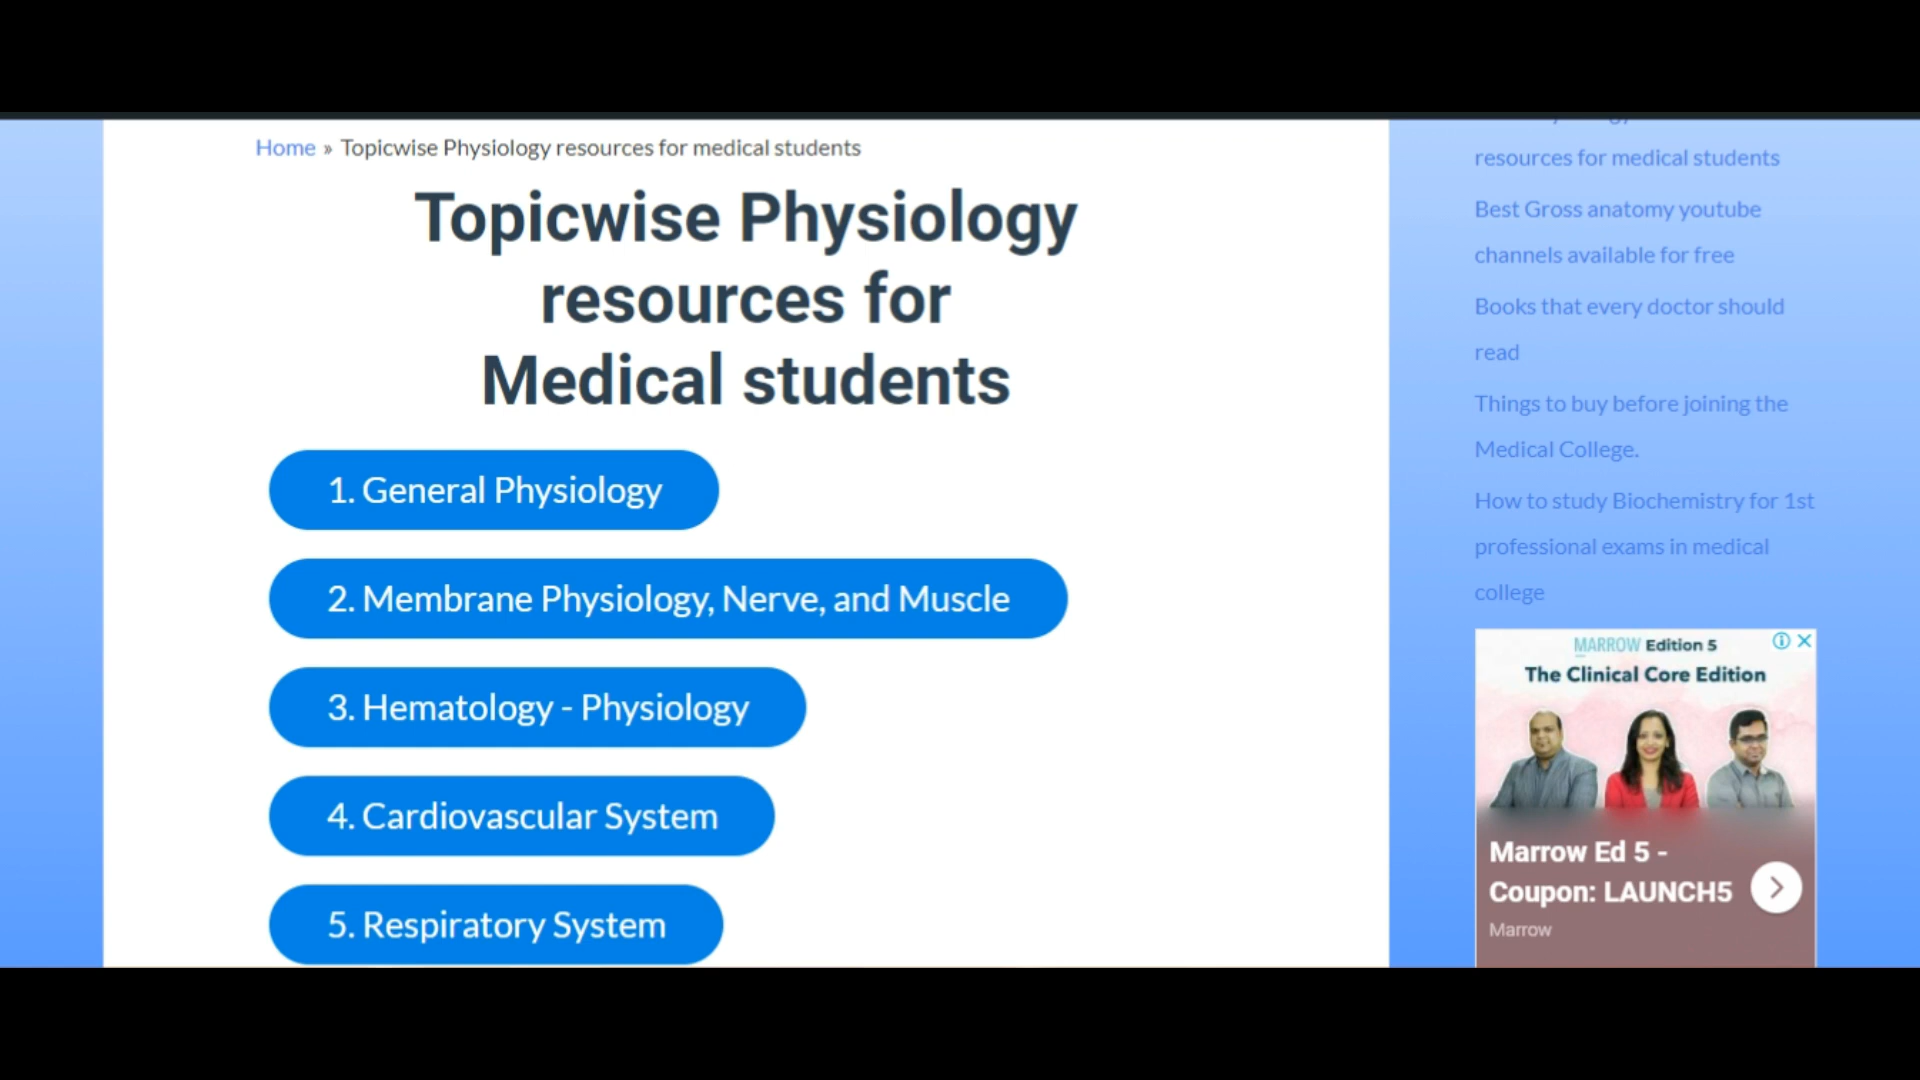 Home » Topicwise Physiology resources for medical students
Topicwise Physiology
resources for
Medical students
1. General Physiology
2. Membrane Physiology, Nerve, and Muscle
3. Hematology - Physiology
4. Cardiovascular System
5. Respiratory System
resources for medical students
Best Gross anatomy youtube
channels available for free
Books that every doctor should
read
Things to buy before joining the
Medical College.
How to study Biochemistry for 1st
professional exams in medical
college
MARROW Edition 5
The Clinical Core Edition
Marrow Ed 5 -
Coupon: LAUNCH5
Marrow